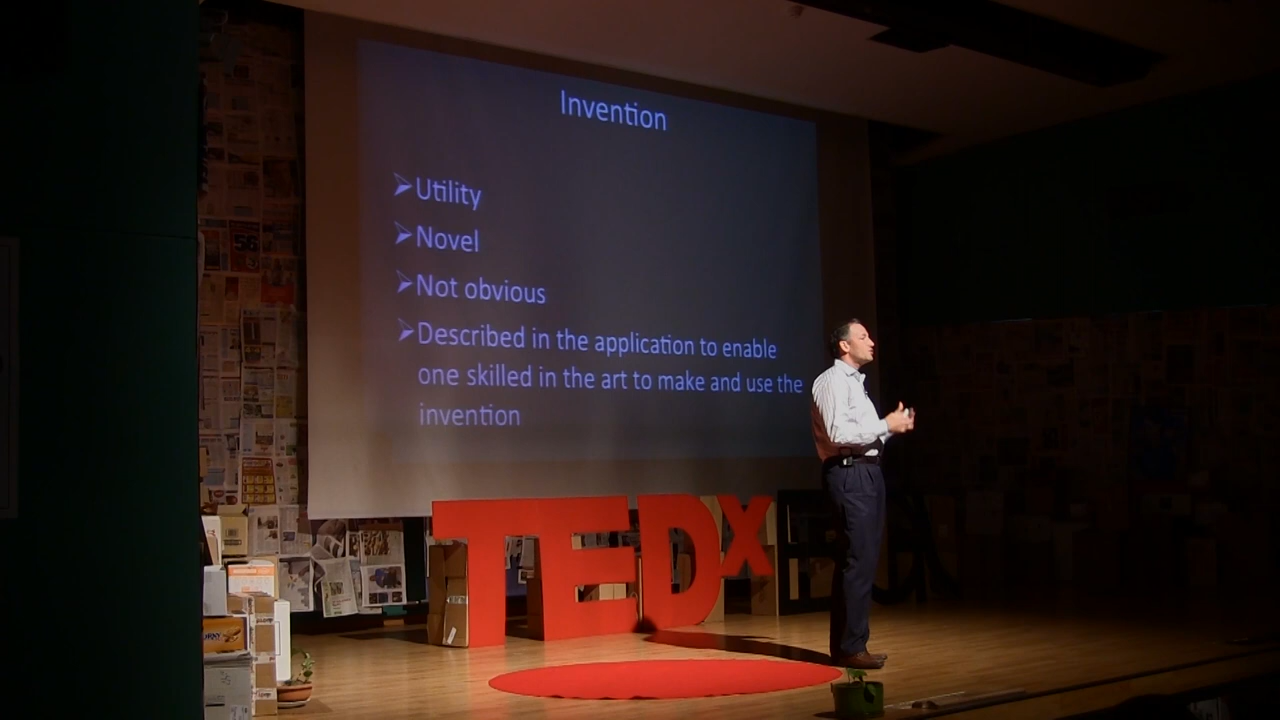 Invention
➢Utility
➢Novel
➢Not obvious
➢Described in the application to enable
one skilled in the art to make and use the
invention
TEDx
56